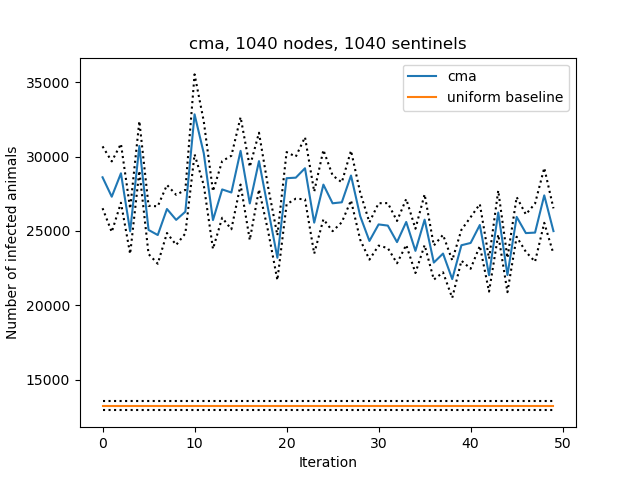 cma, 1040 nodes, 1040 sentinels
cma
uniform baseline
Number of infected animals
35000
30000
25000
20000
15000
0
10
20
30
40
50
Iteration